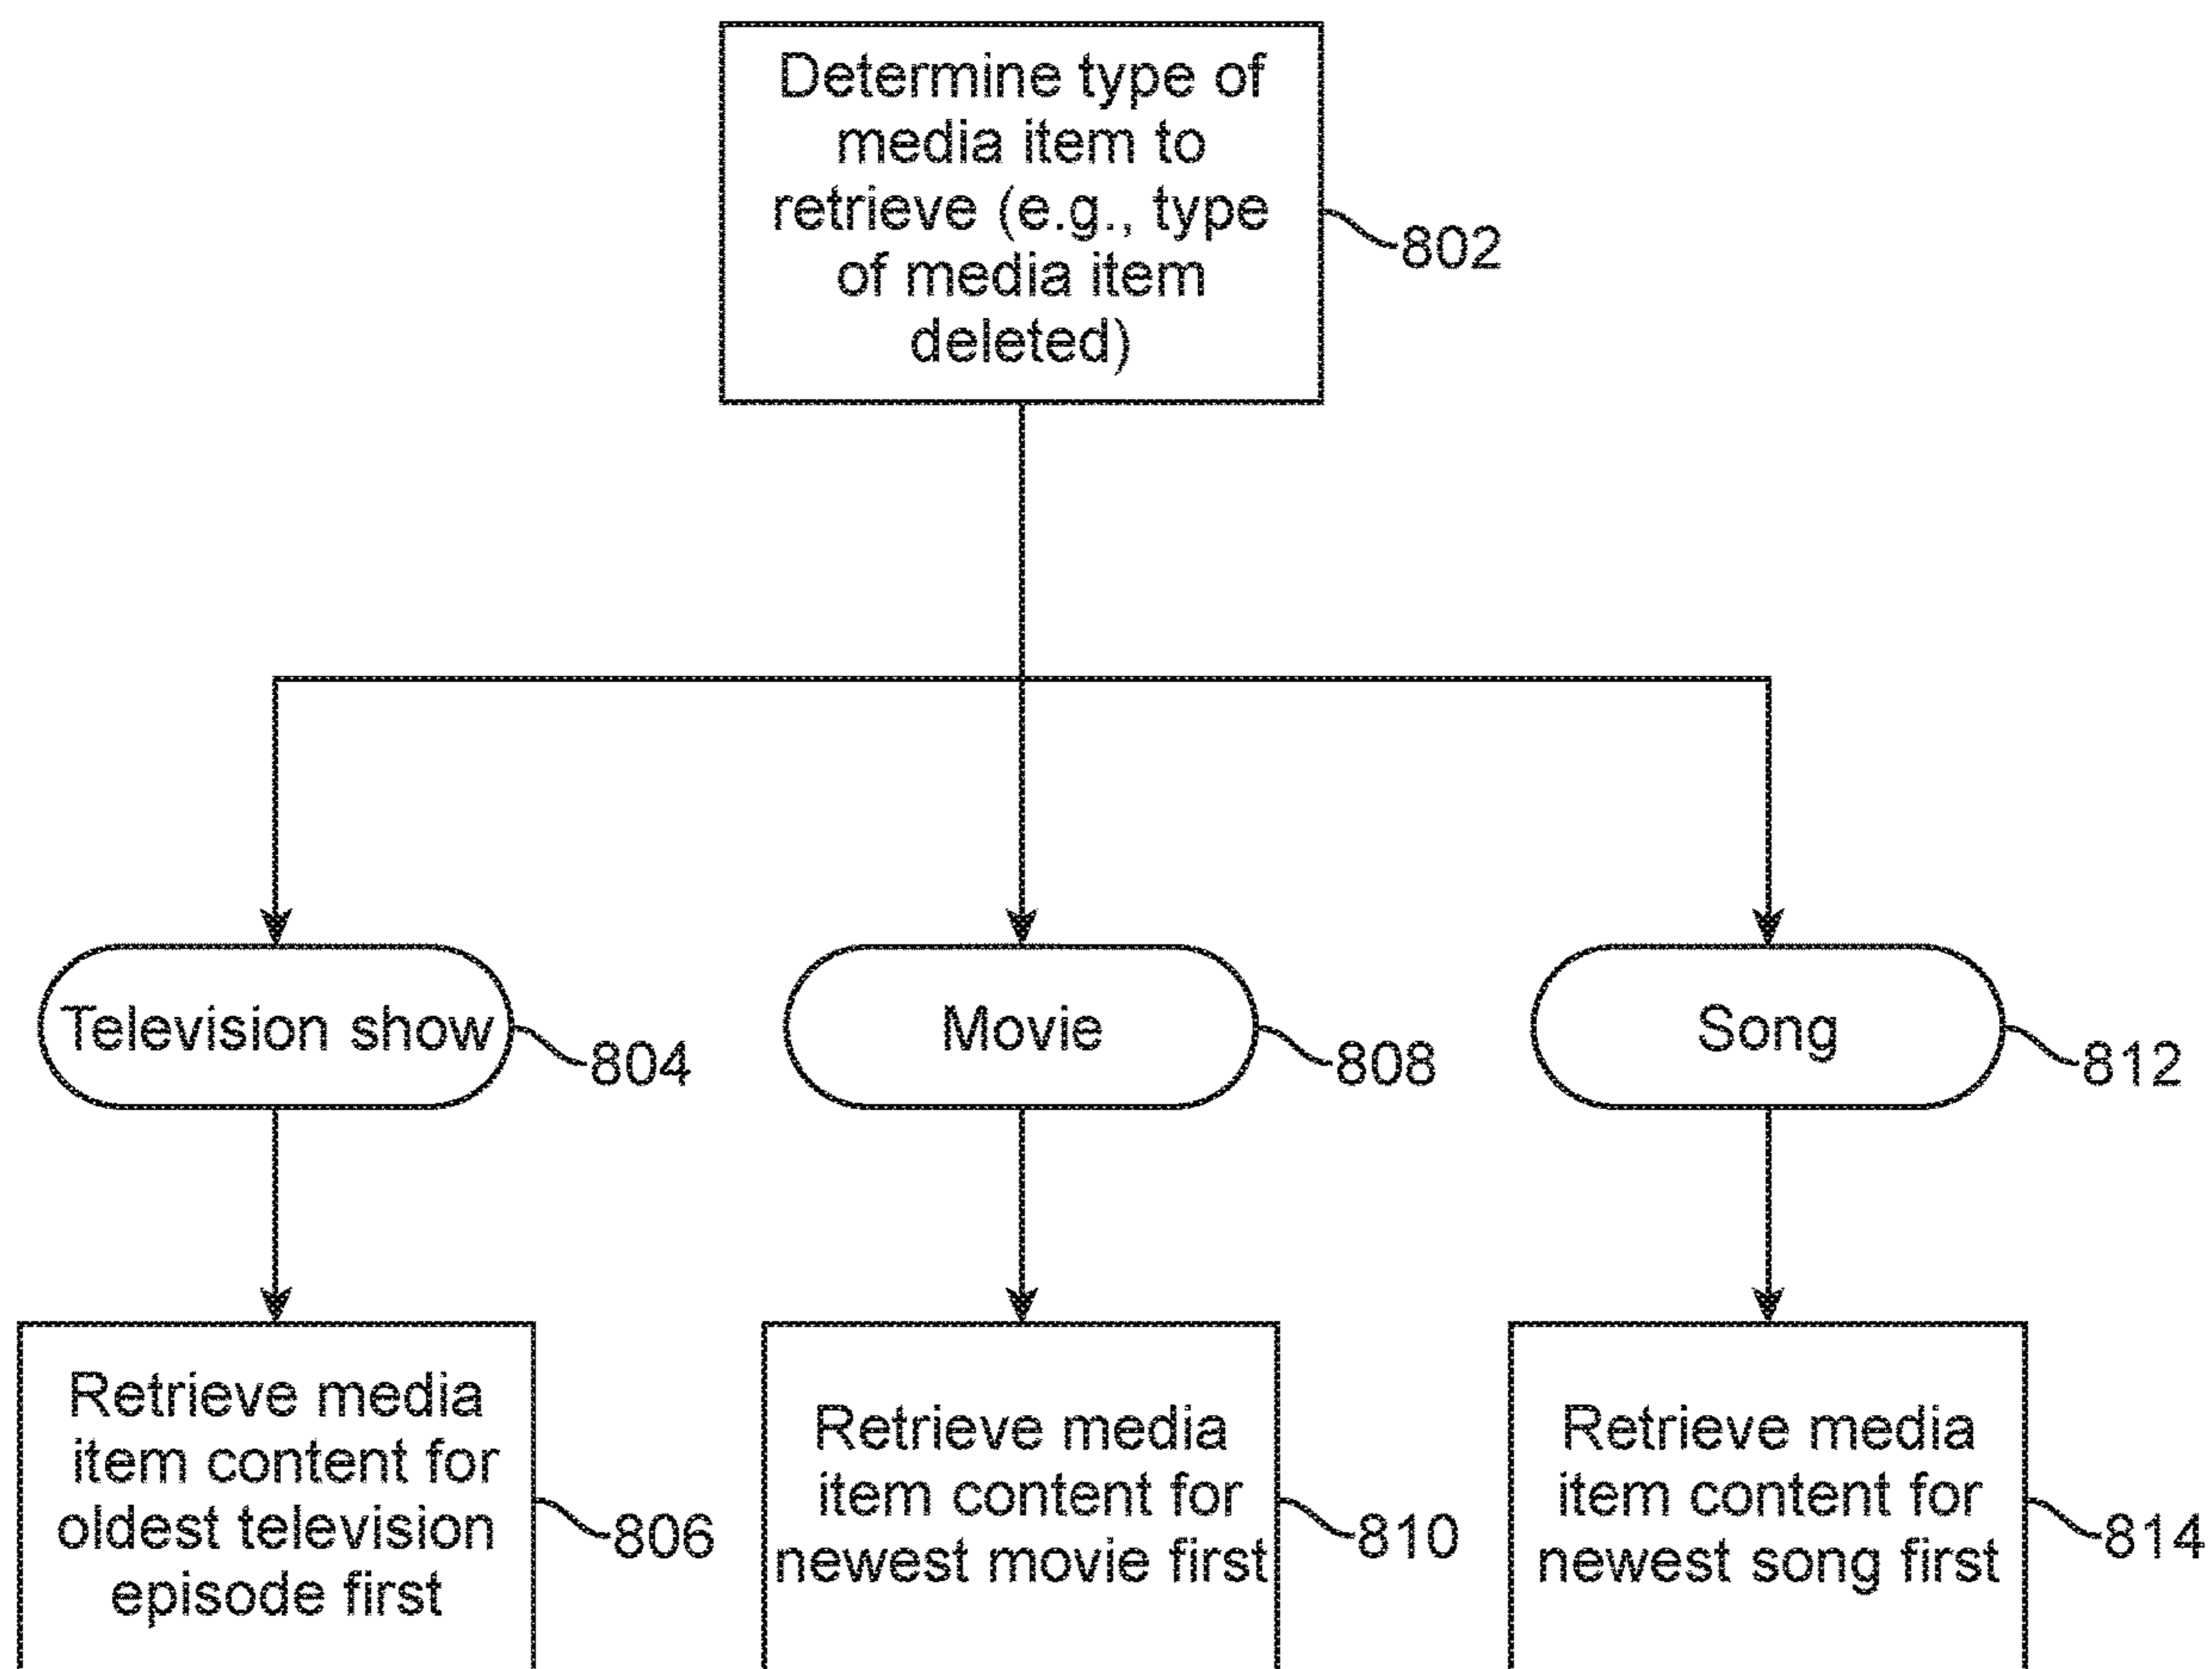 Determine type of
media item to
retrieve (e.g., type
of media item
deleted)
802
Television show
804
Movie
808
Song
812
Retrieve media
item content for
oldest television
episode first
806
Retrieve media
item content for
newest movie first
810
Retrieve media
item content for
newest song first
814